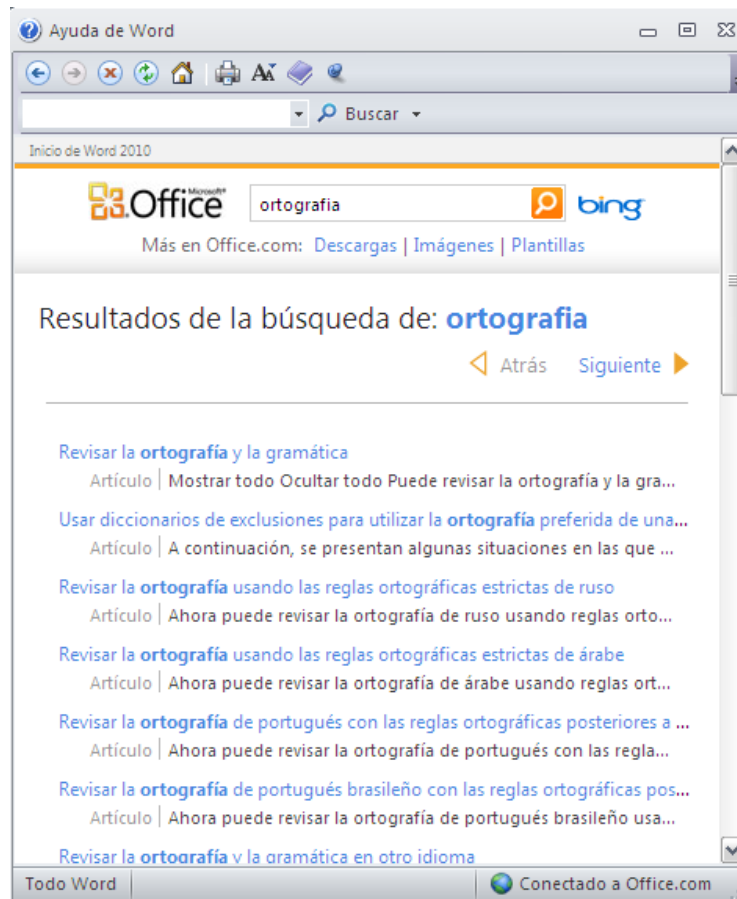 Ayuda de Word
Buscar
Inicio de Word 2010
Microsoft®
Office
ortografia
bing
Más en Office.com: Descargas | Imágenes | Plantillas
Resultados de la búsqueda de: ortografia
Atrás Siguiente
Revisar la ortografía y la gramática
Artículo | Mostrar todo Ocultar todo Puede revisar la ortografía y la gra...
Usar diccionarios de exclusiones para utilizar la ortografía preferida de una...
Artículo | A continuación, se presentan algunas situaciones en las que ...
Revisar la ortografía usando las reglas ortográficas estrictas de ruso
Artículo | Ahora puede revisar la ortografía de ruso usando reglas orto...
Revisar la ortografía usando las reglas ortográficas estrictas de árabe
Artículo | Ahora puede revisar la ortografía de árabe usando reglas ort...
Revisar la ortografía de portugués con las reglas ortográficas posteriores a ...
Artículo | Ahora puede revisar la ortografía de portugués con las regla...
Revisar la ortografía de portugués brasileño con las reglas ortográficas pos...
Artículo | Ahora puede revisar la ortografía de portugués brasileño usa...
Revisar la ortografía y la gramática en otro idioma
Todo Word
Conectado a Office.com